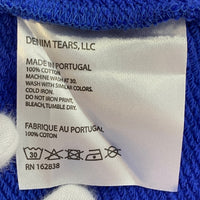 DENIM TEARS, LLC
MADE IN PORTUGAL
100% COTTON
MACHINE WASH AT 30.
WASH WITH SIMILAR COLORS.
COLD IRON.
DO NOT IRON PRINT,
BLEACH,TUMBLE DRY.
FABRIQUE AU PORTUGAL
100% COTON
30
RN 162838